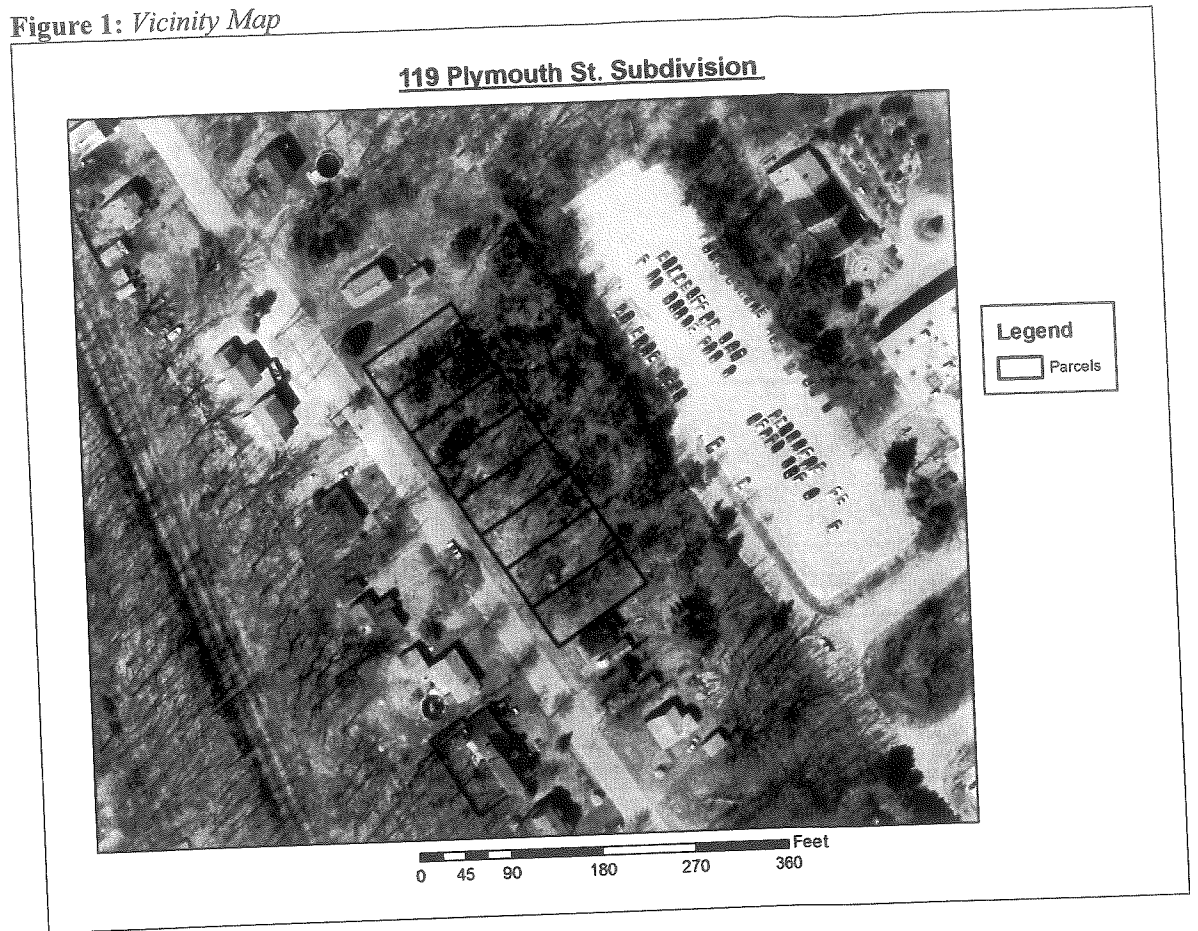 Figure 1: Vicinity Map
119 Plymouth St. Subdivision
Legend
Parcels
Feet
0 45 90 180 270 360